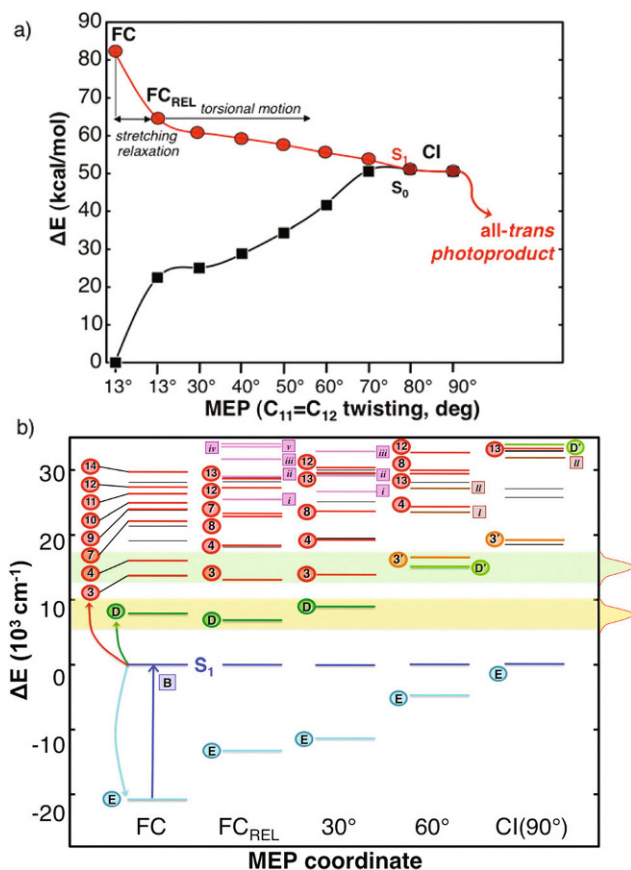 a)
90
80
70
60
50
40
30
20
10
0
ΔE (kcal/mol)
FC
FC_REL
torsional motion
stretching
relaxation
S₁
CI
S₀
all-trans
photoproduct
13° 13° 30° 40° 50° 60° 70° 80° 90°
MEP (C₁₁=C₁₂ twisting, deg)
b)
30
20
10
0
-10
-20
ΔE (10³ cm⁻¹)
14
12
11
10
9
7
8
4
3
D
S₁
B
E
iv v
iii
13 ii
12
7 i
8
4
3
D
E
iii
12
13 ii
i
8
4
3
D
E
12
8
13 II
4 I
3'
D'
E
13 D'
II
3'
E
FC FC_REL 30° 60° CI(90°)
MEP coordinate